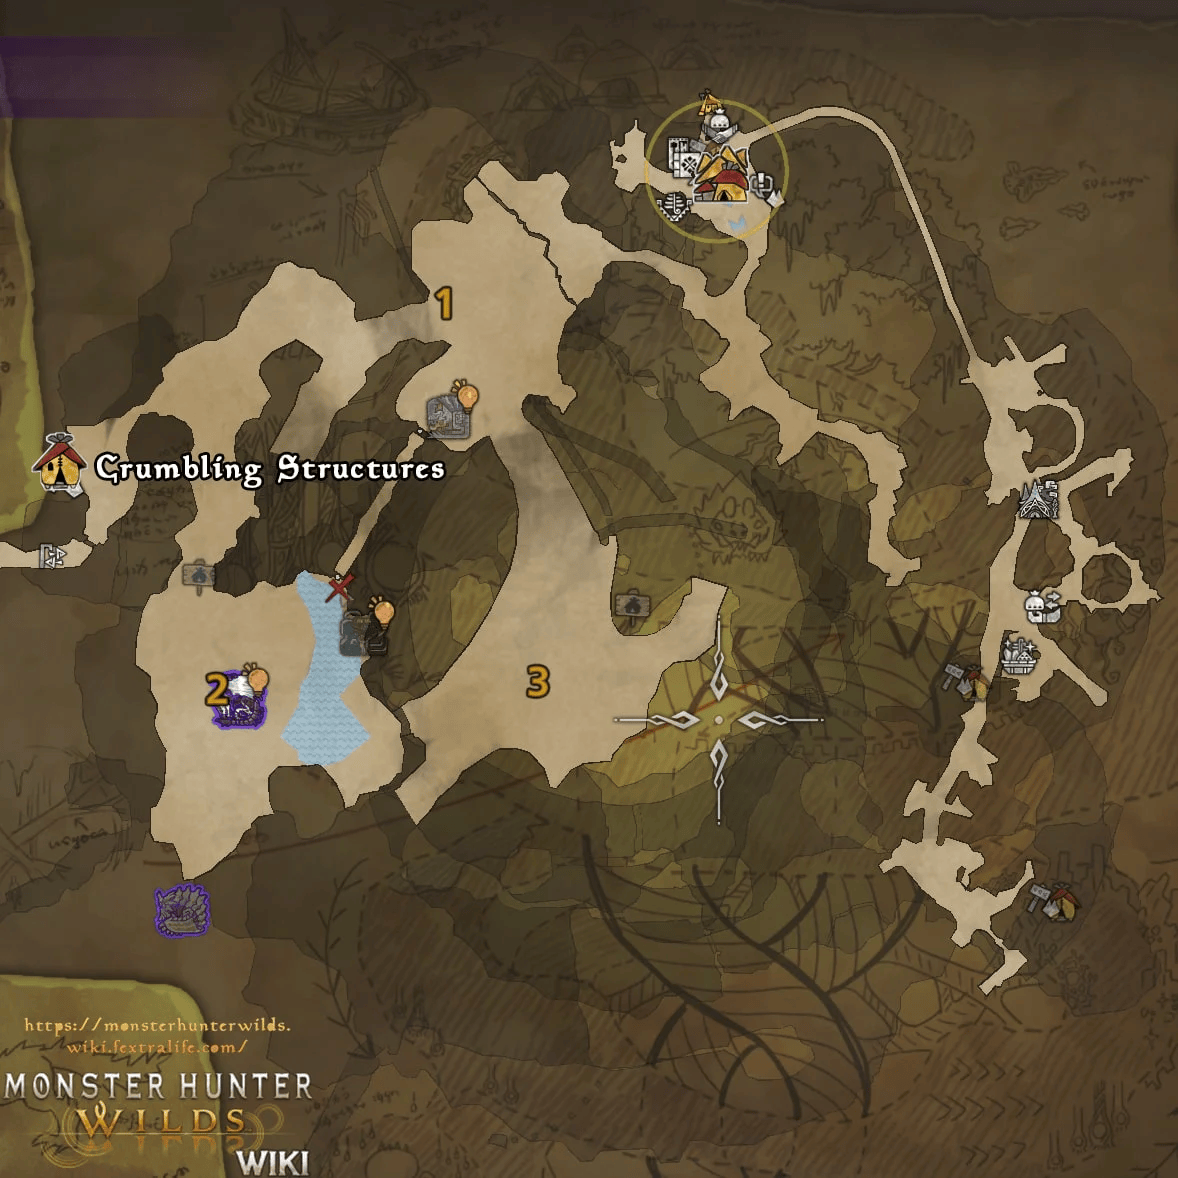 1
Crumbling Structures
2
3
https://monsterhunterwilds.
wiki.fextralife.com/
MONSTER HUNTER
WILDS
WIKI